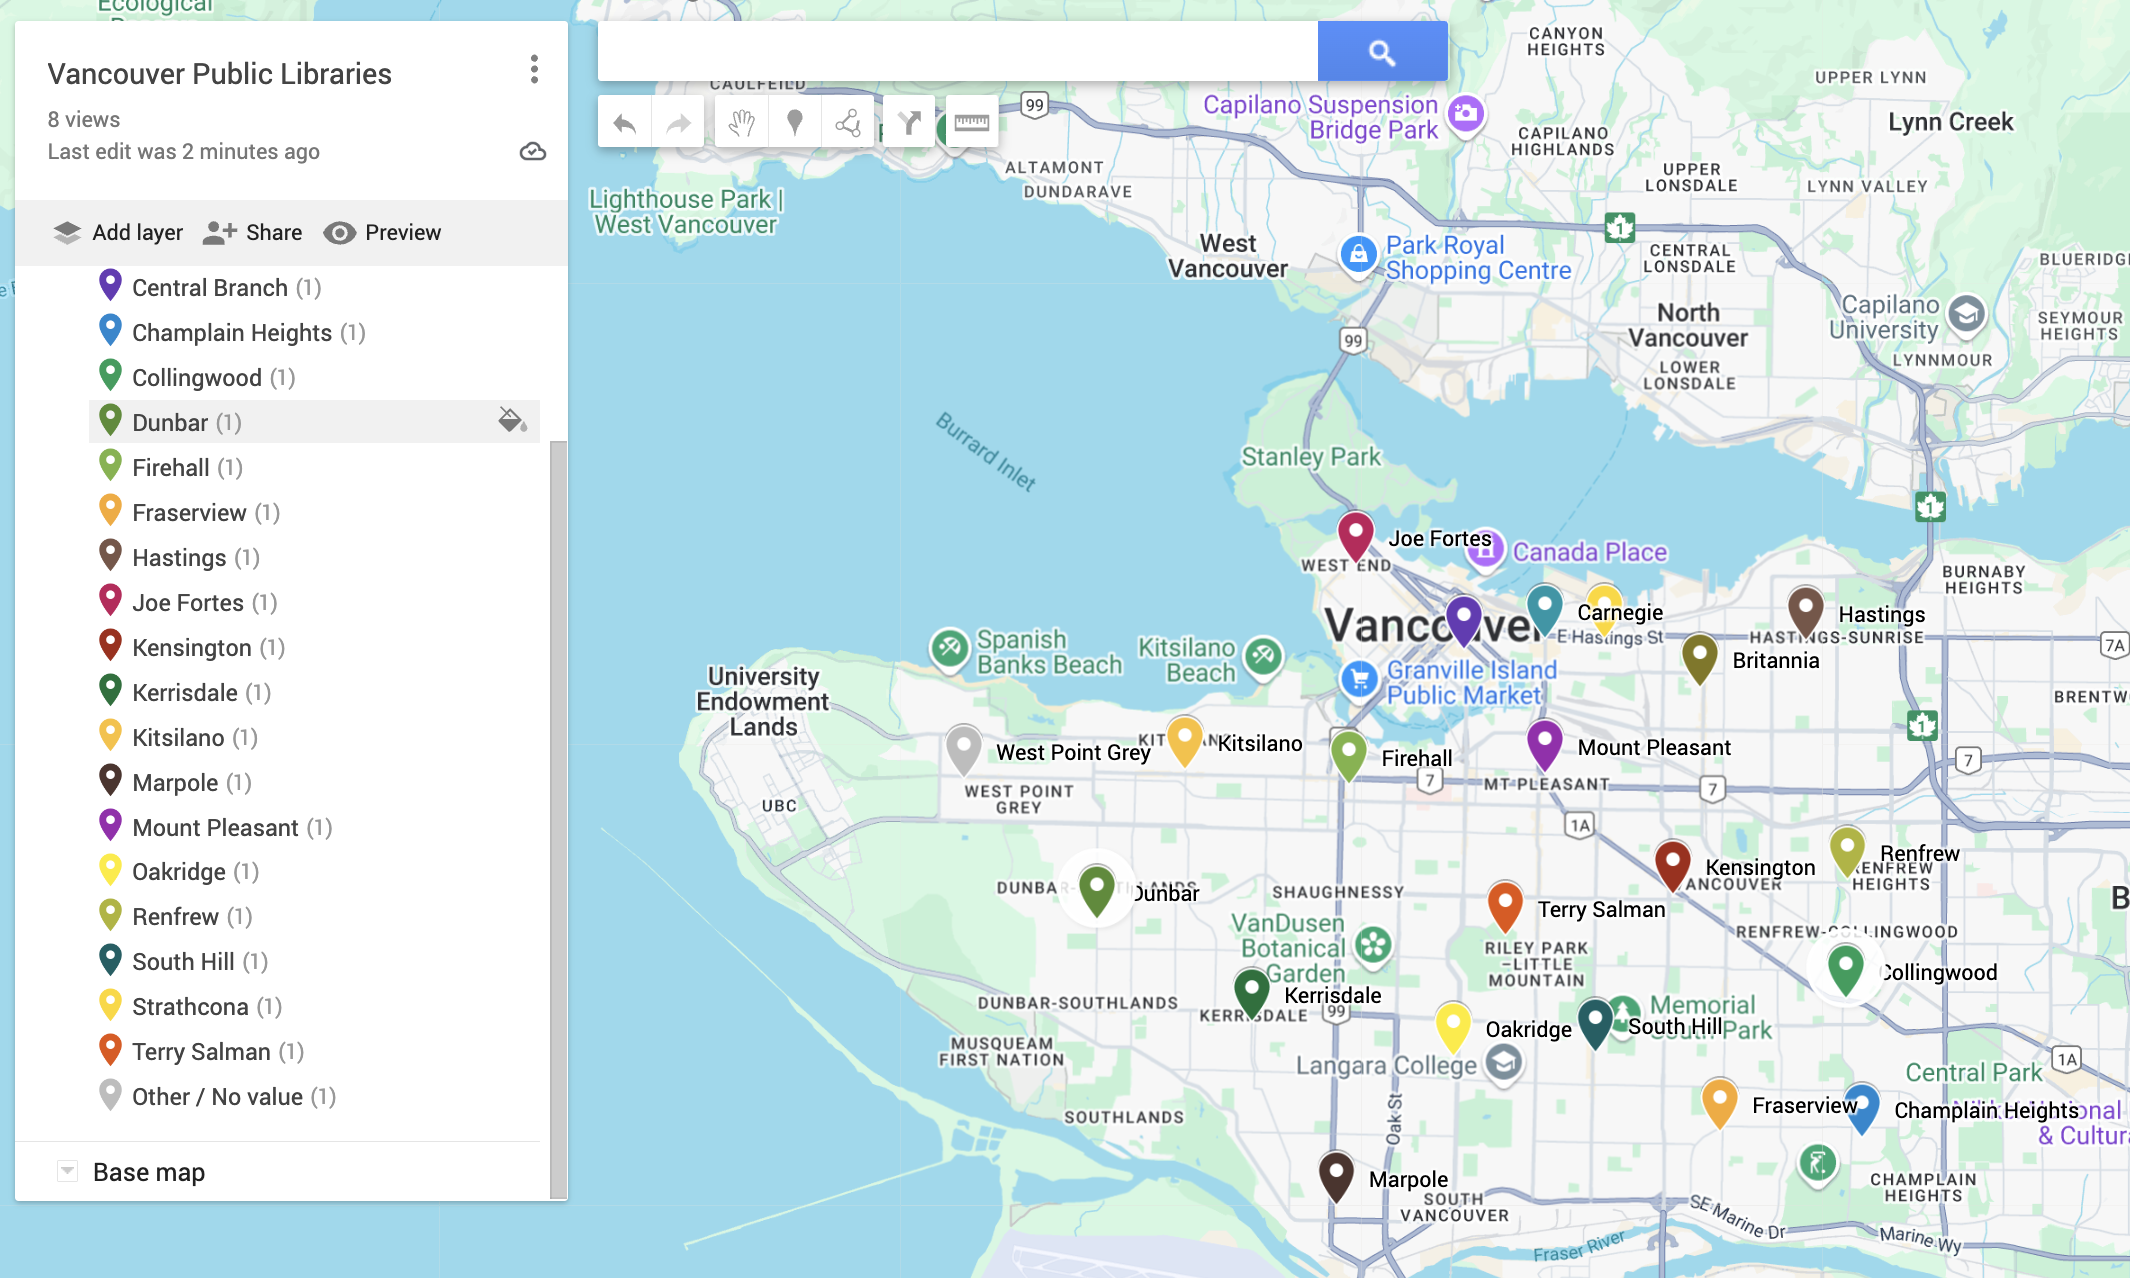 Vancouver Public Libraries
8 views
Last edit was 2 minutes ago
Add layer
Share
Preview
Central Branch (1)
Champlain Heights (1)
Collingwood (1)
Dunbar (1)
Firehall (1)
Fraserview (1)
Hastings (1)
Joe Fortes (1)
Kensington (1)
Kerrisdale (1)
Kitsilano (1)
Marpole (1)
Mount Pleasant (1)
Oakridge (1)
Renfrew (1)
South Hill (1)
Strathcona (1)
Terry Salman (1)
Other / No value (1)
Base map
Ecological
CAULFEILD
99
Capilano Suspension
Bridge Park
CANYON
HEIGHTS
UPPER LYNN
Lynn Creek
CAPILANO
HIGHLANDS
ALTAMONT
DUNDARAVE
UPPER
LONSDALE
LYNN VALLEY
Lighthouse Park |
West Vancouver
West
Vancouver
Park Royal
Shopping Centre
1
CENTRAL
LONSDALE
North
Vancouver
Capilano
University
SEYMOUR
HEIGHTS
99
LYNNMOUR
LOWER
LONSDALE
Burrard Inlet
Stanley Park
1
Joe Fortes
WEST END
Canada Place
BURNABY
HEIGHTS
Vancouver
Carnegie
E Hastings St
Hastings
HASTINGS-SUNRISE
7A
Britannia
Spanish
Banks Beach
Kitsilano
Beach
Granville Island
Public Market
University
Endowment
Lands
1
West Point Grey
Kitsilano
Firehall
Mount Pleasant
7
7
7
MT PLEASANT
WEST POINT
GREY
UBC
1A
Kensington
Renfrew
HEIGHTS
Dunbar
SHAUGHNESSY
Terry Salman
VanDusen
Botanical
Garden
RILEY PARK
-LITTLE
MOUNTAIN
RENFREW-COLLINGWOOD
Collingwood
DUNBAR-SOUTHLANDS
Kerrisdale
KERRISDALE
99
Oakridge
South Hill
Memorial
South Park
MUSQUEAM
FIRST NATION
Langara College
1A
Central Park
SOUTHLANDS
Oak St
Fraserview
Champlain Heights
Marpole
SOUTH
VANCOUVER
CHAMPLAIN
HEIGHTS
SE Marine Dr
Marine Wy
Fraser River